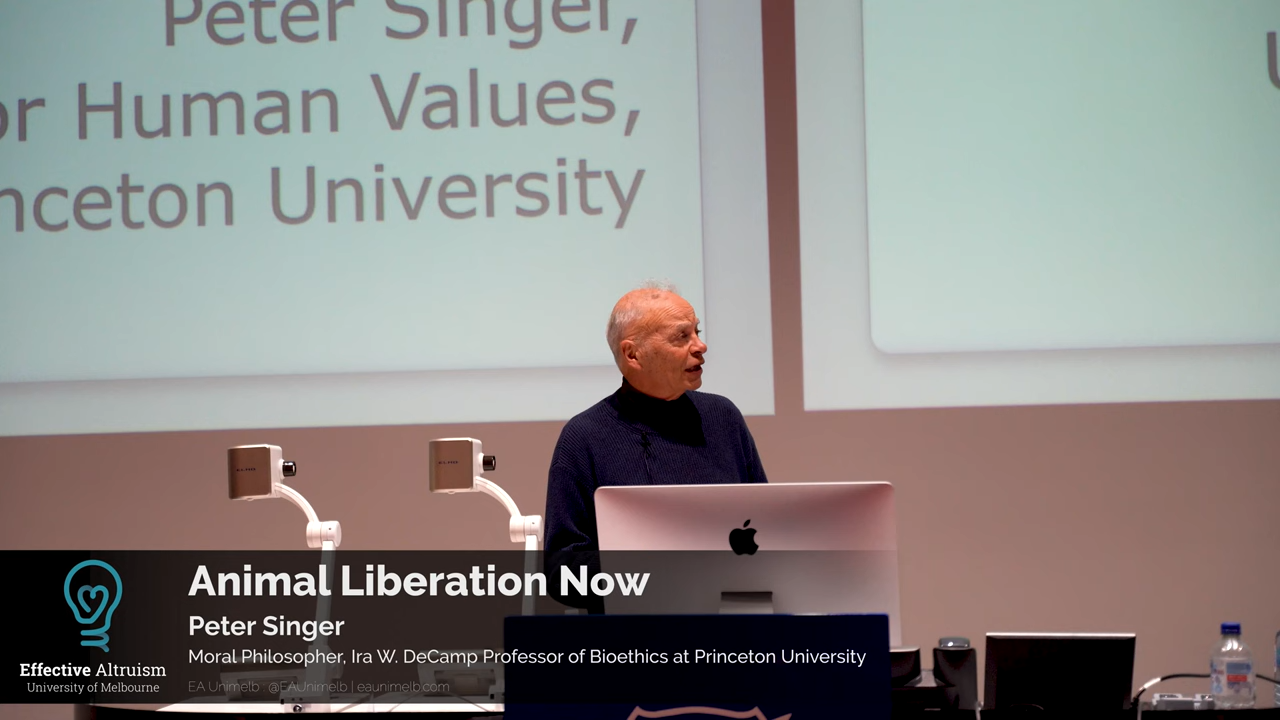 Peter Singer,
or Human Values,
nceton University
Animal Liberation Now
Peter Singer
Moral Philosopher, Ira W. DeCamp Professor of Bioethics at Princeton University
EA Unimelb : @EAUnimelb | eaunimelb.com
Effective Altruism
University of Melbourne